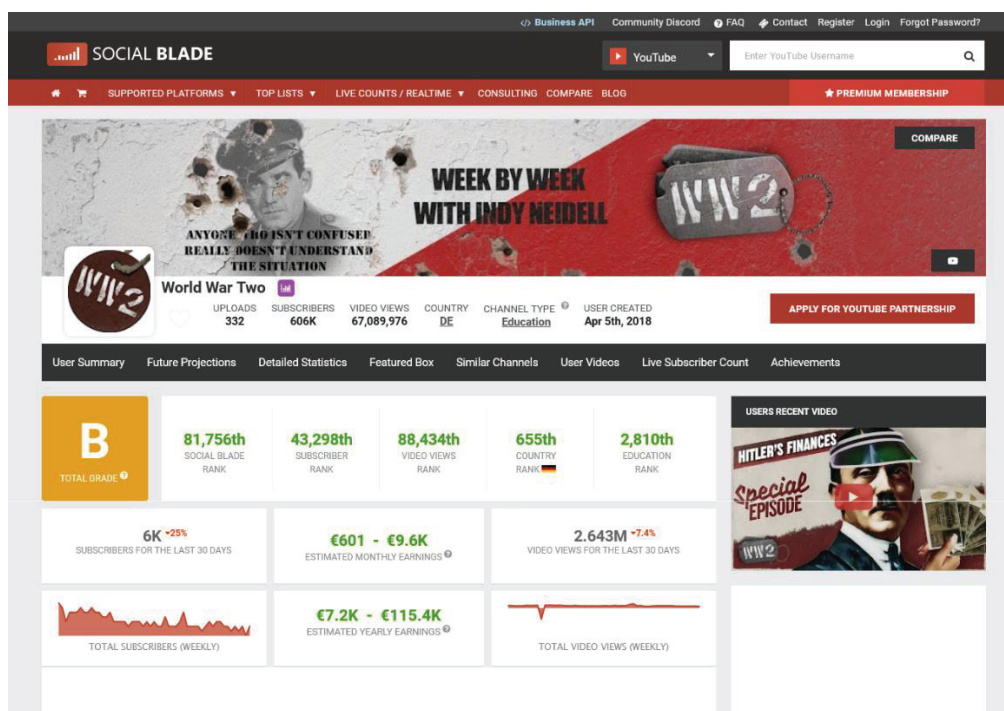 </> Business API Community Discord FAQ Contact Register Login Forgot Password?
SOCIAL BLADE
YouTube
Enter YouTube Username
SUPPORTED PLATFORMS TOP LISTS LIVE COUNTS / REALTIME CONSULTING COMPARE BLOG
PREMIUM MEMBERSHIP
COMPARE
WEEK BY WEEK
WITH INDY NEIDELL
WW2
ANYONE WHO ISN'T CONFUSED
REALLY DOESN'T UNDERSTAND
THE SITUATION
WW2
World War Two
UPLOADS SUBSCRIBERS VIDEO VIEWS COUNTRY CHANNEL TYPE USER CREATED
332 606K 67,089,976 DE Education Apr 5th, 2018
APPLY FOR YOUTUBE PARTNERSHIP
User Summary Future Projections Detailed Statistics Featured Box Similar Channels User Videos Live Subscriber Count Achievements
B
TOTAL GRADE
81,756th
SOCIAL BLADE
RANK
43,298th
SUBSCRIBER
RANK
88,434th
VIDEO VIEWS
RANK
655th
COUNTRY
RANK
2,810th
EDUCATION
RANK
USERS RECENT VIDEO
HITLER'S FINANCES
Special
EPISODE
WW2
6K -25%
SUBSCRIBERS FOR THE LAST 30 DAYS
€601 - €9.6K
ESTIMATED MONTHLY EARNINGS
2.643M -7.4%
VIDEO VIEWS FOR THE LAST 30 DAYS
TOTAL SUBSCRIBERS (WEEKLY)
€7.2K - €115.4K
ESTIMATED YEARLY EARNINGS
TOTAL VIDEO VIEWS (WEEKLY)